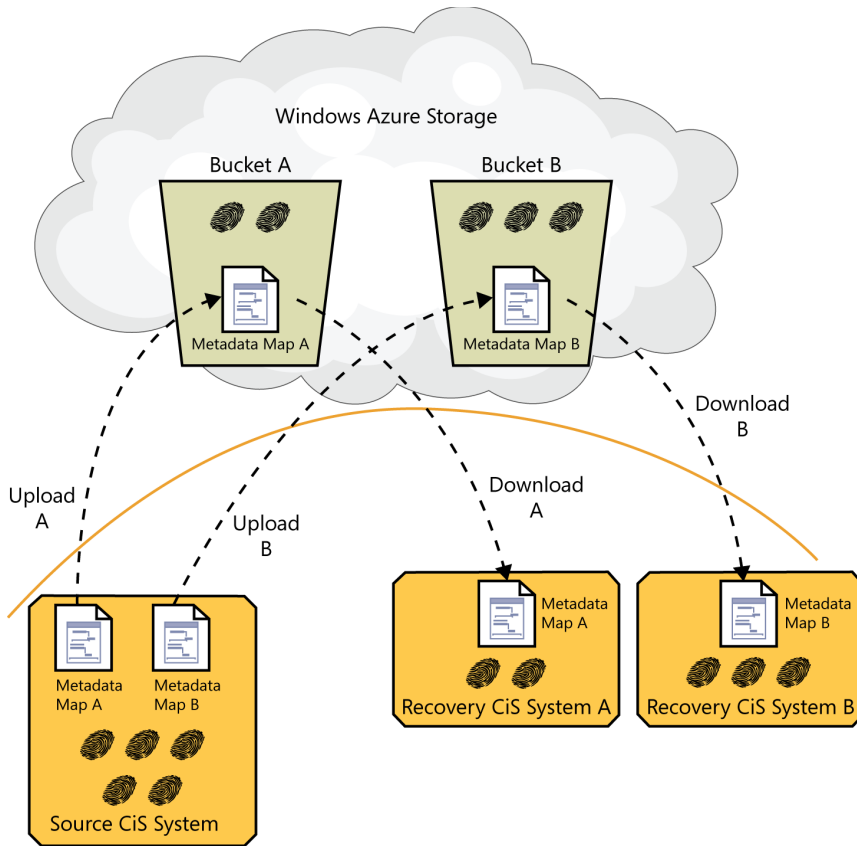 Windows Azure Storage
Bucket A
Bucket B
Metadata Map A
Metadata Map B
Upload
A
Upload
B
Download
A
Download
B
Metadata
Map A
Metadata
Map B
Source CiS System
Metadata
Map A
Recovery CiS System A
Metadata
Map B
Recovery CiS System B